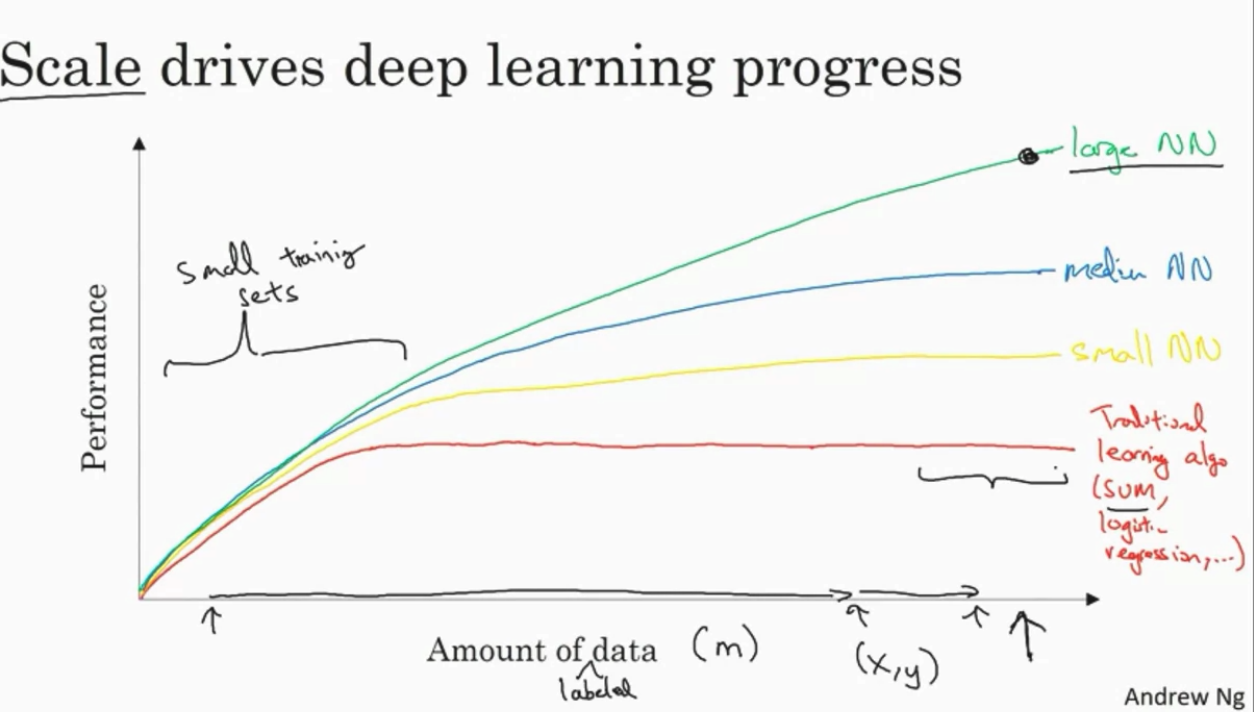 Scale drives deep learning progress
large NN
small training
sets
medium NN
small NN
Performance
Traditional
learning algo
(SVM,
logistic
regression,...)
Amount of data (m)
labeled
(x,y)
Andrew Ng